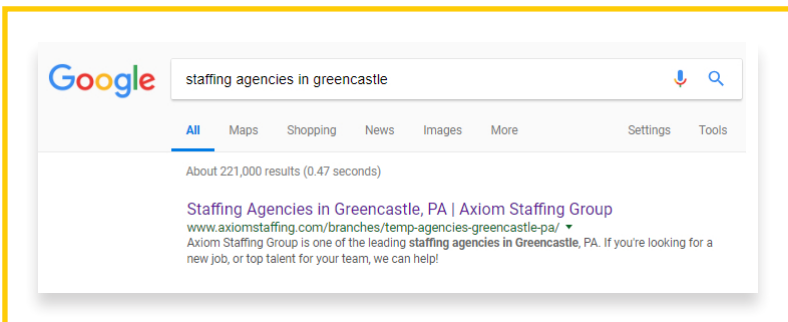 Google staffing agencies in greencastle
All Maps Shopping News Images More Settings Tools
About 221,000 results (0.47 seconds)
Staffing Agencies in Greencastle, PA | Axiom Staffing Group
www.axiomstaffing.com/branches/temp-agencies-greencastle-pa/
Axiom Staffing Group is one of the leading staffing agencies in Greencastle, PA. If you're looking for a
new job, or top talent for your team, we can help!